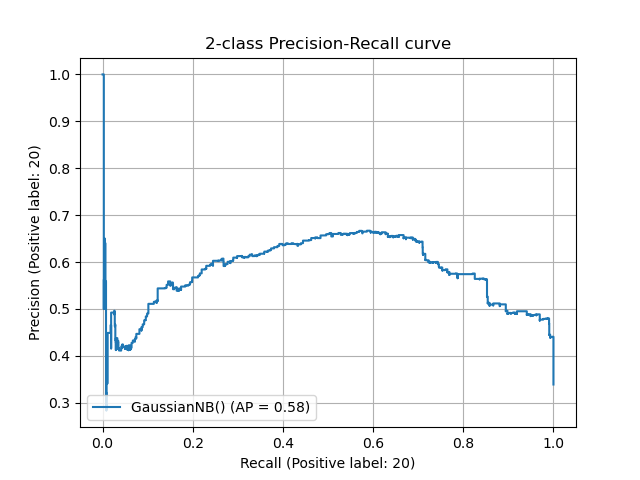 2-class Precision-Recall curve
1.0
0.9
0.8
0.7
0.6
0.5
0.4
0.3
Precision (Positive label: 20)
GaussianNB() (AP = 0.58)
0.0 0.2 0.4 0.6 0.8 1.0
Recall (Positive label: 20)